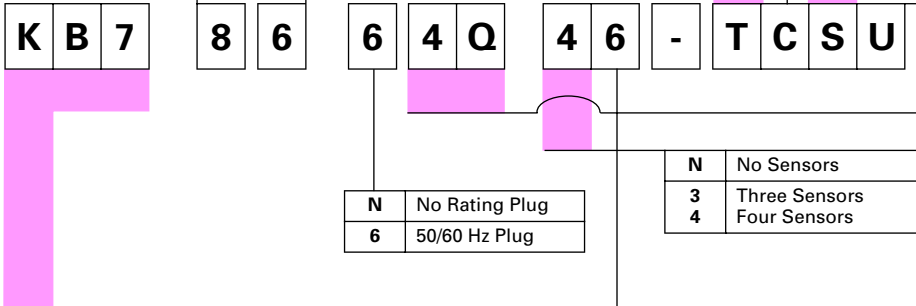 K B 7 8 6 6 4 Q 4 6 - T C S U
N No Sensors
3 Three Sensors
4 Four Sensors
N No Rating Plug
6 50/60 Hz Plug